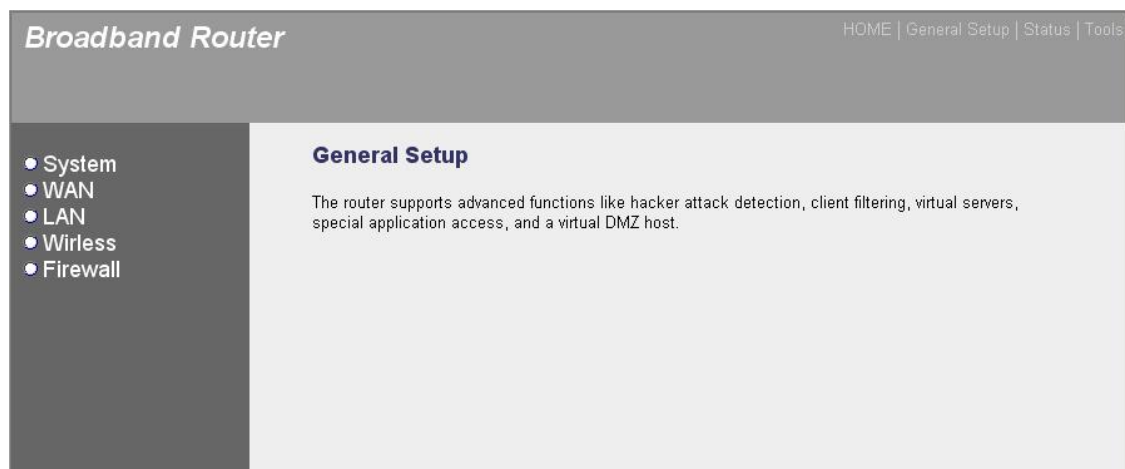 Broadband Router
HOME | General Setup | Status | Tools
System
WAN
LAN
Wirless
Firewall
General Setup
The router supports advanced functions like hacker attack detection, client filtering, virtual servers,
special application access, and a virtual DMZ host.